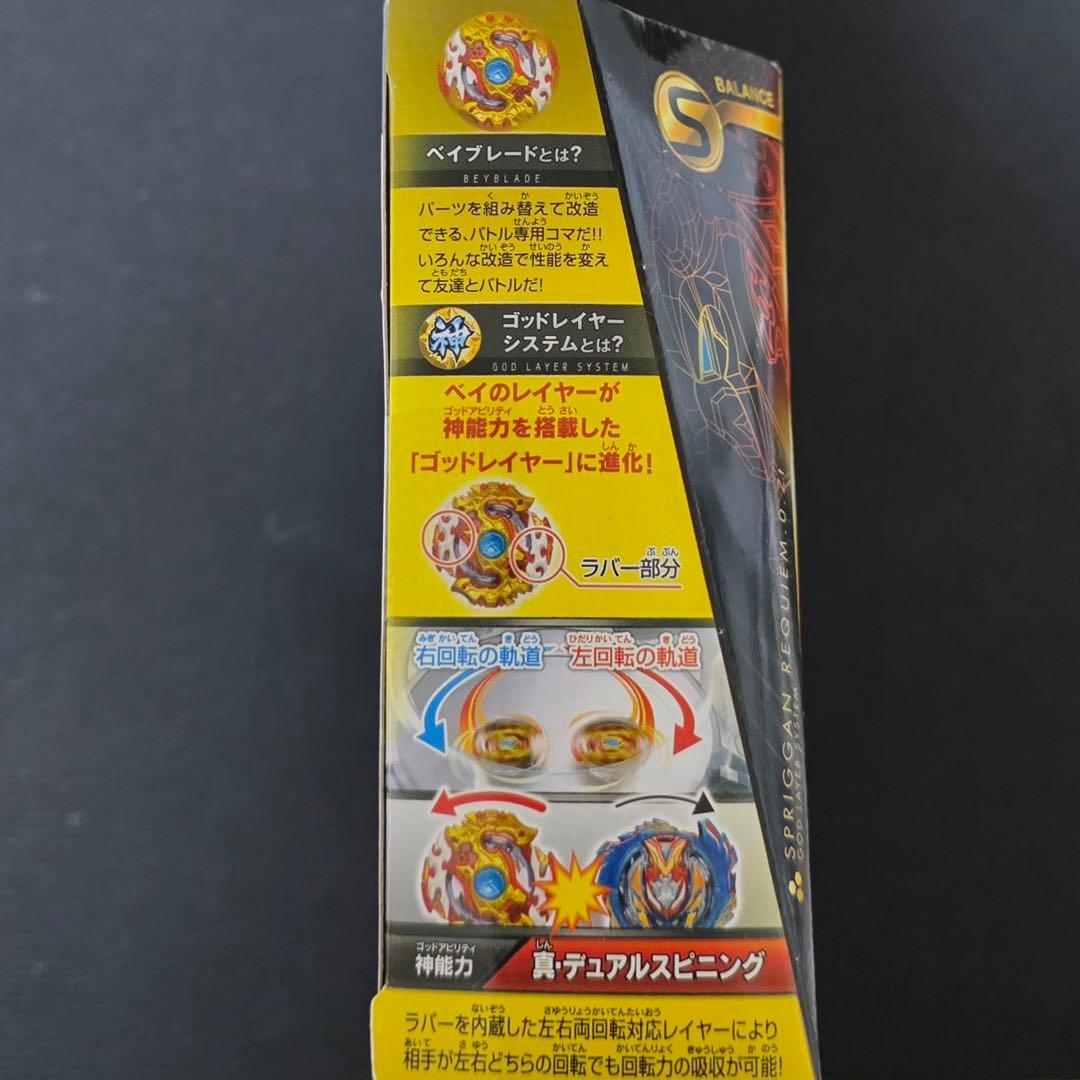 ベイブレードとは?
BEYBLADE
パーツを組み替えて改造
できる、バトル専用コマだ!!
いろんな改造で性能を変え
て友達とバトルだ!
神
ゴッドレイヤー
システムとは?
GOD LAYER SYSTEM
ベイのレイヤーが
神能力を搭載した
「ゴッドレイヤー」に進化!
ラバー部分
右回転の軌道
左回転の軌道
神能力
真・デュアルスピニング
ラバーを内蔵した左右両回転対応レイヤーにより
相手が左右どちらの回転でも回転力の吸収が可能!
S
BALANCE
SPRIGGAN REQUIEM.0.Zt
GOD LAYER SYSTEM